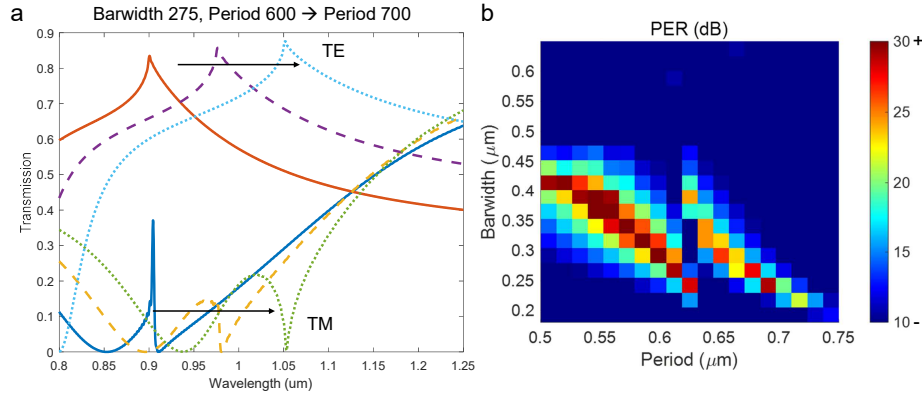 a
Barwidth 275, Period 600 → Period 700
0.9
0.8
0.7
0.6
0.5
0.4
0.3
0.2
0.1
0
Transmission
TE
TM
0.8 0.85 0.9 0.95 1 1.05 1.1 1.15 1.2 1.25
Wavelength (um)
b
PER (dB)
0.6
0.55
0.5
0.45
0.4
0.35
0.3
0.25
0.2
Barwidth (μm)
0.5 0.55 0.6 0.65 0.7 0.75
Period (μm)
30 +
25
20
15
10 -